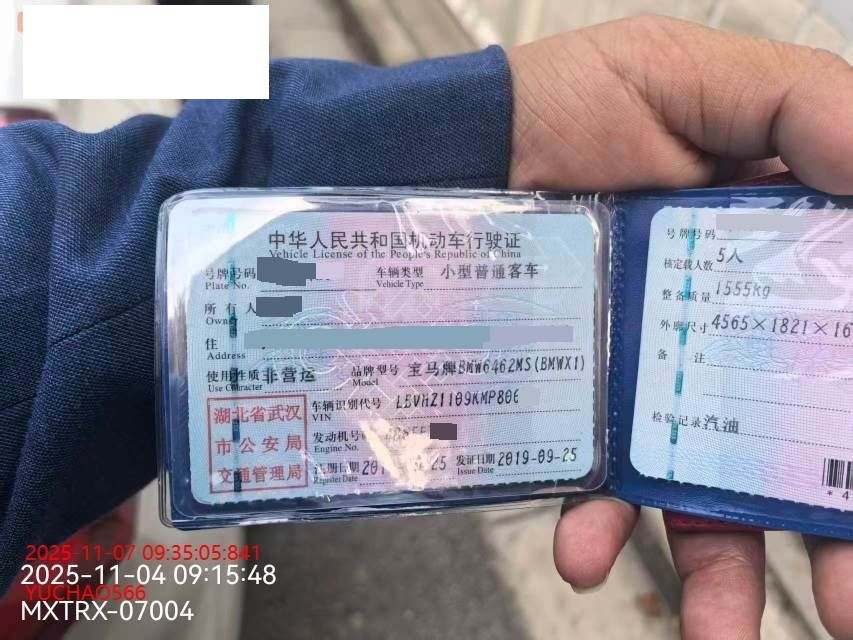 中华人民共和国机动车行驶证
Vehicle License of the People's Republic of China
号牌号码
Plate No.
车辆类型 小型普通客车
Vehicle Type
所有人
Owner
住
Address
使用性质 非营运
Use Character
品牌型号 宝马牌BMW6462MS(BMWX1)
Model
湖北省武汉
市公安局
交通管理局
车辆识别代号 LBVHZ1109KMP806
VIN
发动机号
Engine No.
日期 201 25
Register Date
发证日期 2019-09-25
Issue Date
号牌号码
核定载人数 5人
整备质量 1555kg
外廓尺寸 4565×1821×16
备 注
检验记录 汽油
*4
2025-11-07 09:35:05:841
2025-11-04 09:15:48
YUCHAO566
MXTRX-07004